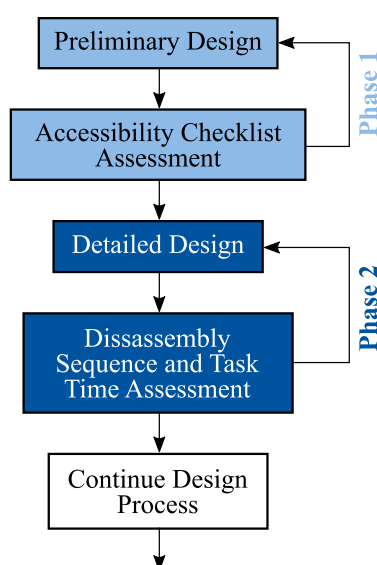 Preliminary Design
Phase 1
Accessibility Checklist
Assessment
Detailed Design
Phase 2
Dissassembly
Sequence and Task
Time Assessment
Continue Design
Process